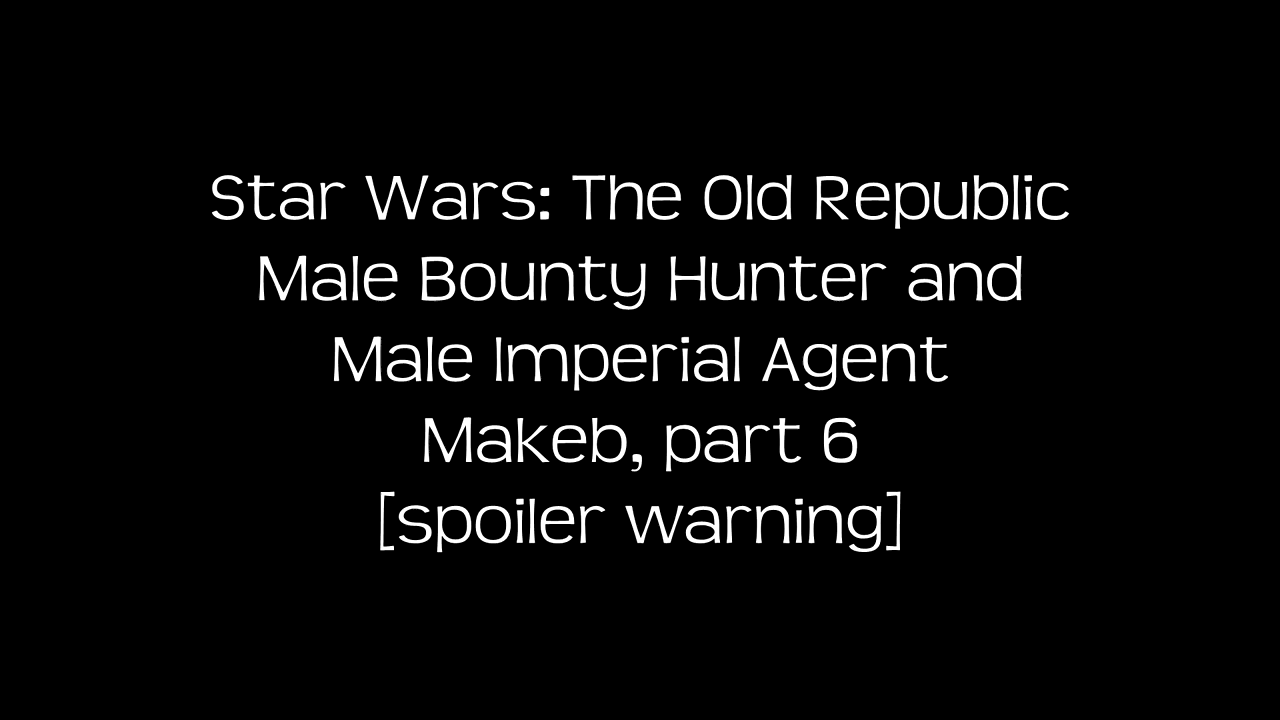 Star Wars: The Old Republic
Male Bounty Hunter and
Male Imperial Agent
Makeb, part 6
[spoiler warning]